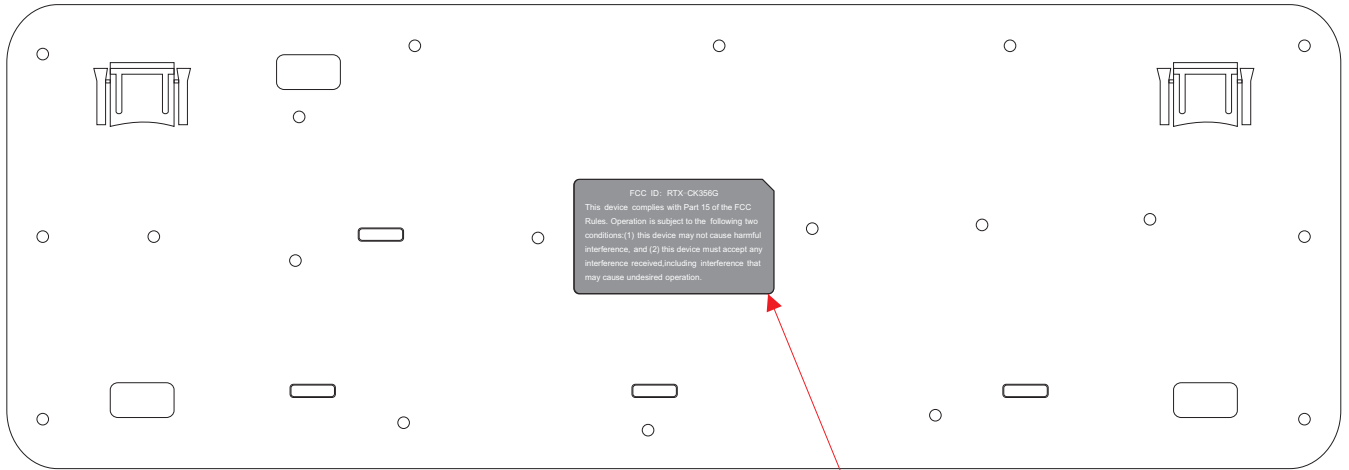 FCC ID: RTX-CK356G
This device complies with Part 15 of the FCC
Rules. Operation is subject to the following two
conditions:(1) this device may not cause harmful
interference, and (2) this device must accept any
interference received,including interference that
may cause undesired operation.